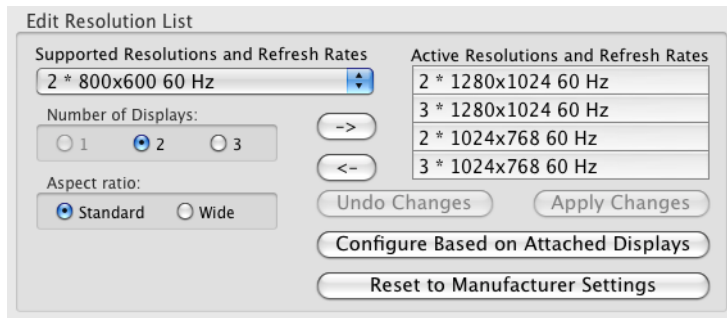 Edit Resolution List
Supported Resolutions and Refresh Rates
2 * 800x600 60 Hz
Number of Displays:
1 2 3
Aspect ratio:
Standard Wide
->
<-
Active Resolutions and Refresh Rates
2 * 1280x1024 60 Hz
3 * 1280x1024 60 Hz
2 * 1024x768 60 Hz
3 * 1024x768 60 Hz
Undo Changes Apply Changes
Configure Based on Attached Displays
Reset to Manufacturer Settings